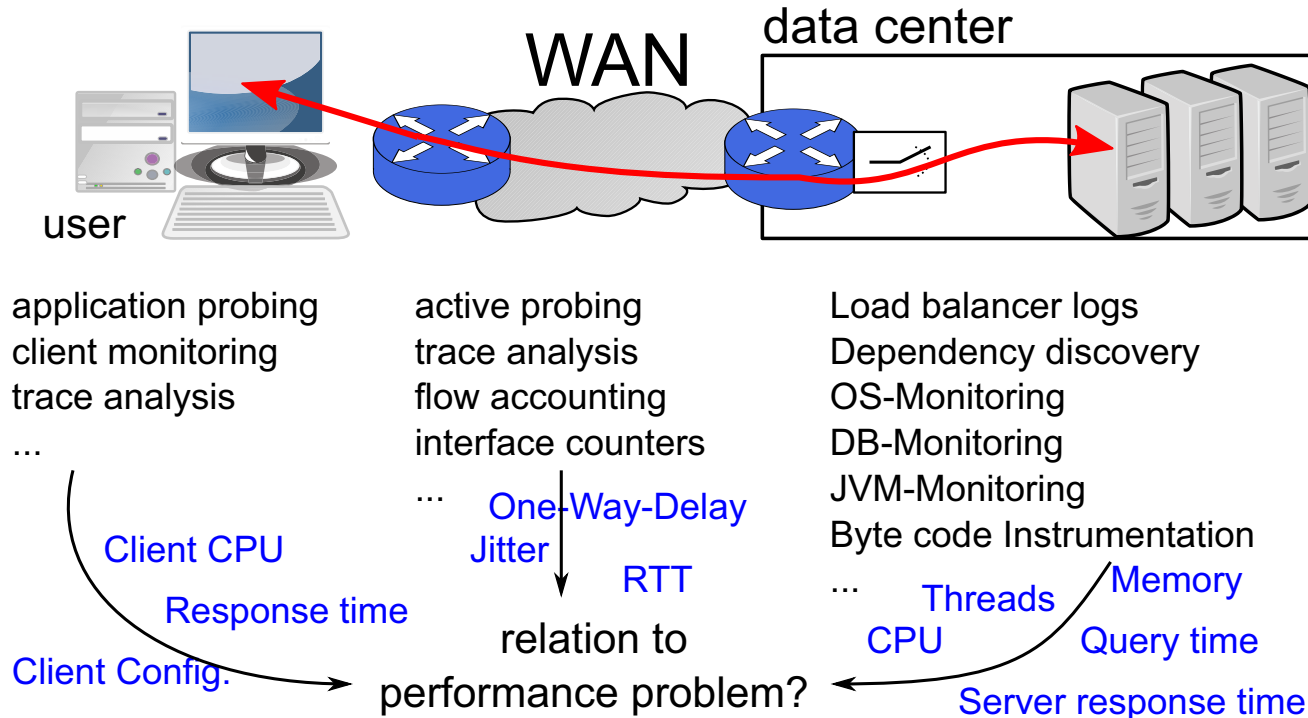 WAN
data center
user
application probing
client monitoring
trace analysis
...
active probing
trace analysis
flow accounting
interface counters
...
Load balancer logs
Dependency discovery
OS-Monitoring
DB-Monitoring
JVM-Monitoring
Byte code Instrumentation
...
Client CPU
Response time
Client Config.
One-Way-Delay
Jitter
RTT
Memory
Threads
CPU
Query time
Server response time
relation to
performance problem?